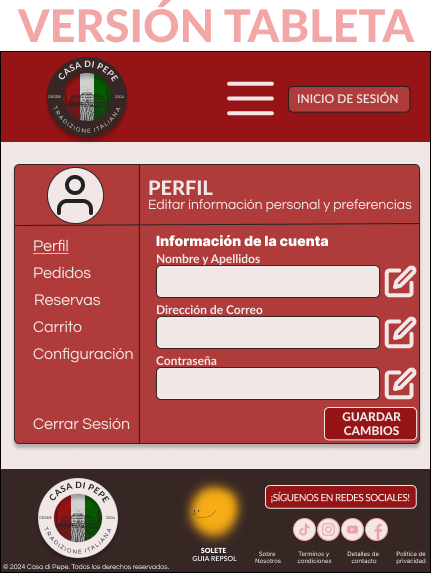 VERSIÓN TABLETA
CASA DI PEPE
DESDE
2024
TRADIZIONE ITALIANA
INICIO DE SESIÓN
PERFIL
Editar información personal y preferencias
Perfil
Pedidos
Reservas
Carrito
Configuración
Cerrar Sesión
Información de la cuenta
Nombre y Apellidos
Dirección de Correo
Contraseña
GUARDAR
CAMBIOS
CASA DI PEPE
DESDE
2024
TRADIZIONE ITALIANA
© 2024 Casa di Pepe. Todos los derechos reservados.
SOLETE
GUIA REPSOL
¡SÍGUENOS EN REDES SOCIALES!
Sobre
Nosotros
Terminos y
condiciones
Detalles de
contacto
Política de
privacidad